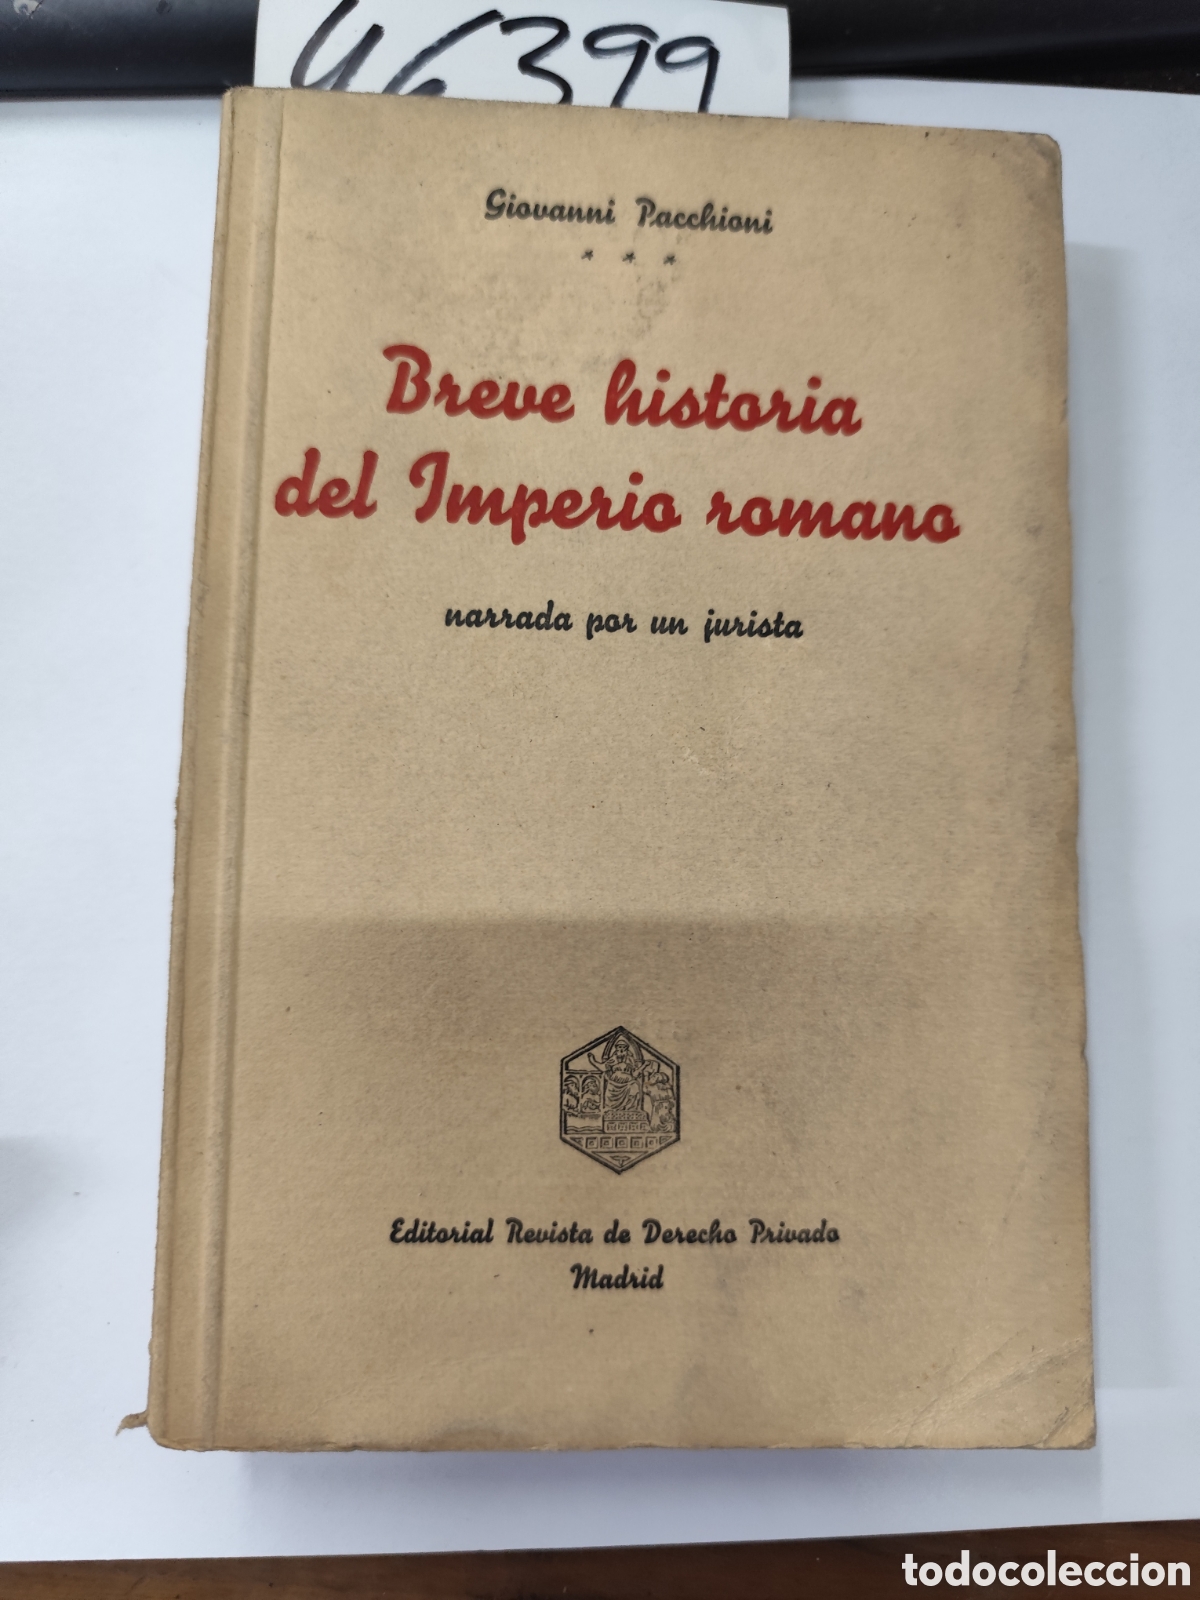 46399
Giovanni Pacchioni
* * *
Breve historia
del Imperio romano
narrada por un jurista
Editorial Revista de Derecho Privado
Madrid
todocoleccion